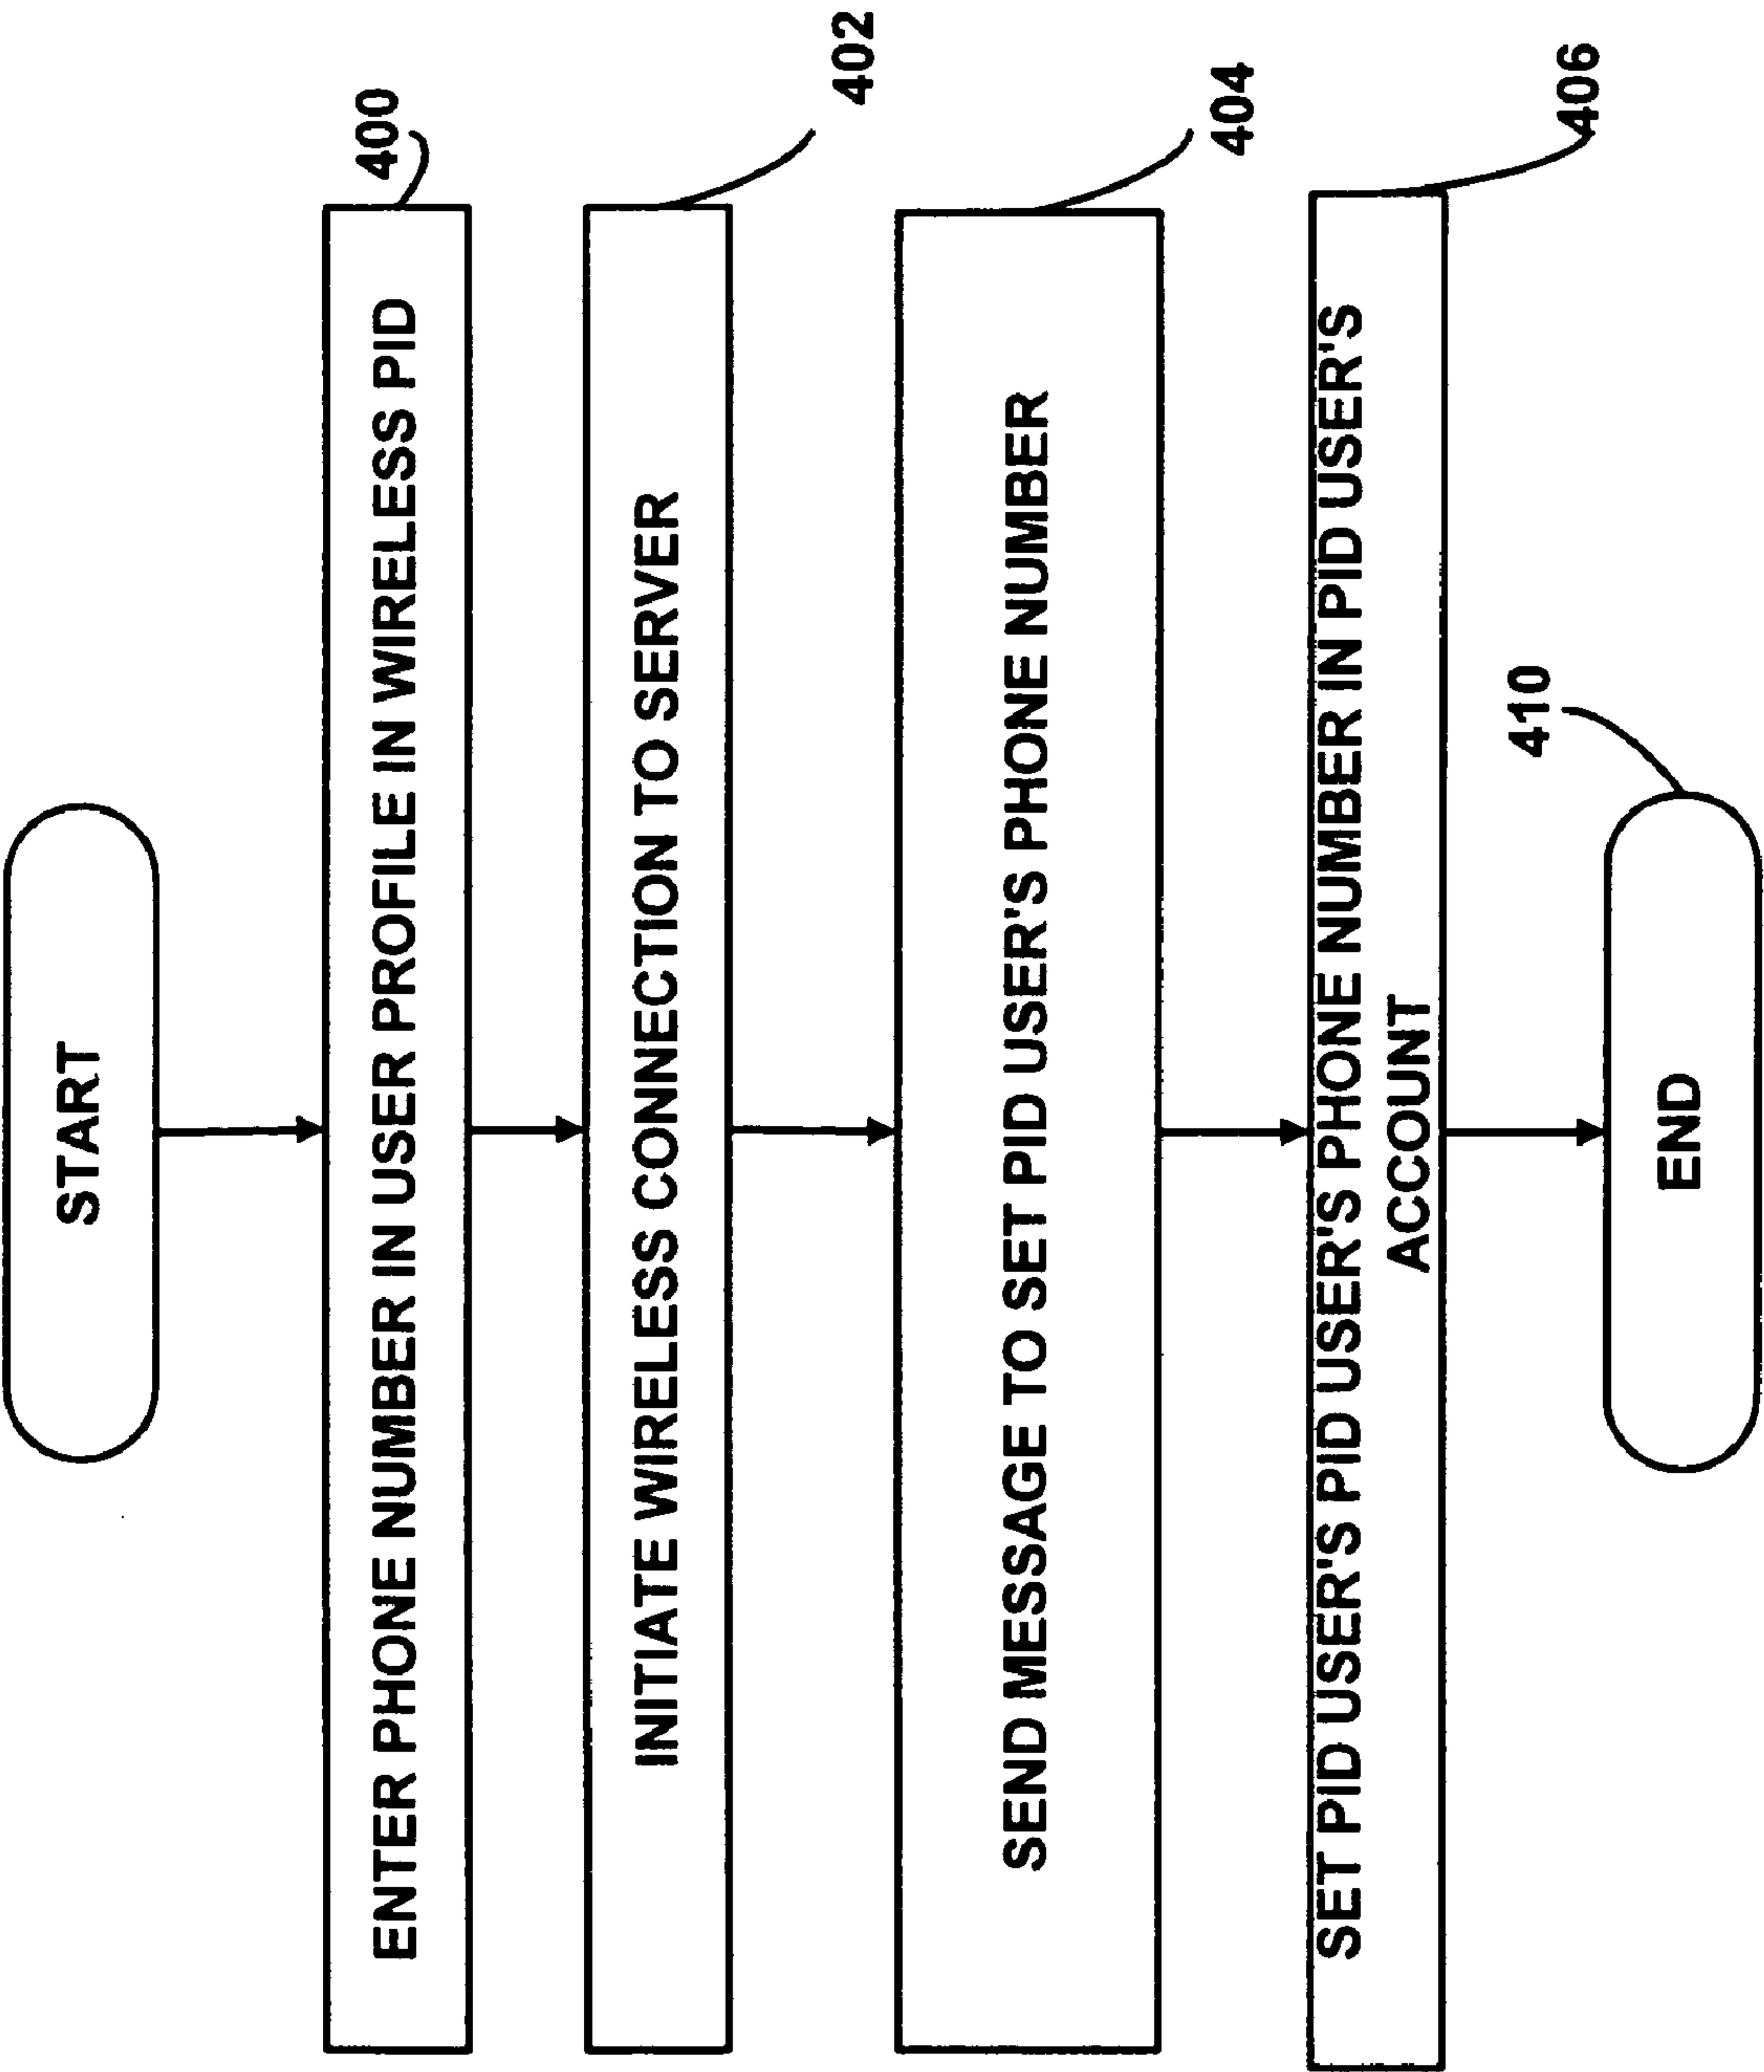 START
400
ENTER PHONE NUMBER IN USER PROFILE IN WIRELESS PID
402
INITIATE WIRELESS CONNECTION TO SERVER
404
SEND MESSAGE TO SET PID USER'S PHONE NUMBER
406
SET PID USER'S PID USER'S PHONE NUMBER IN PID USER'S
ACCOUNT
410
END